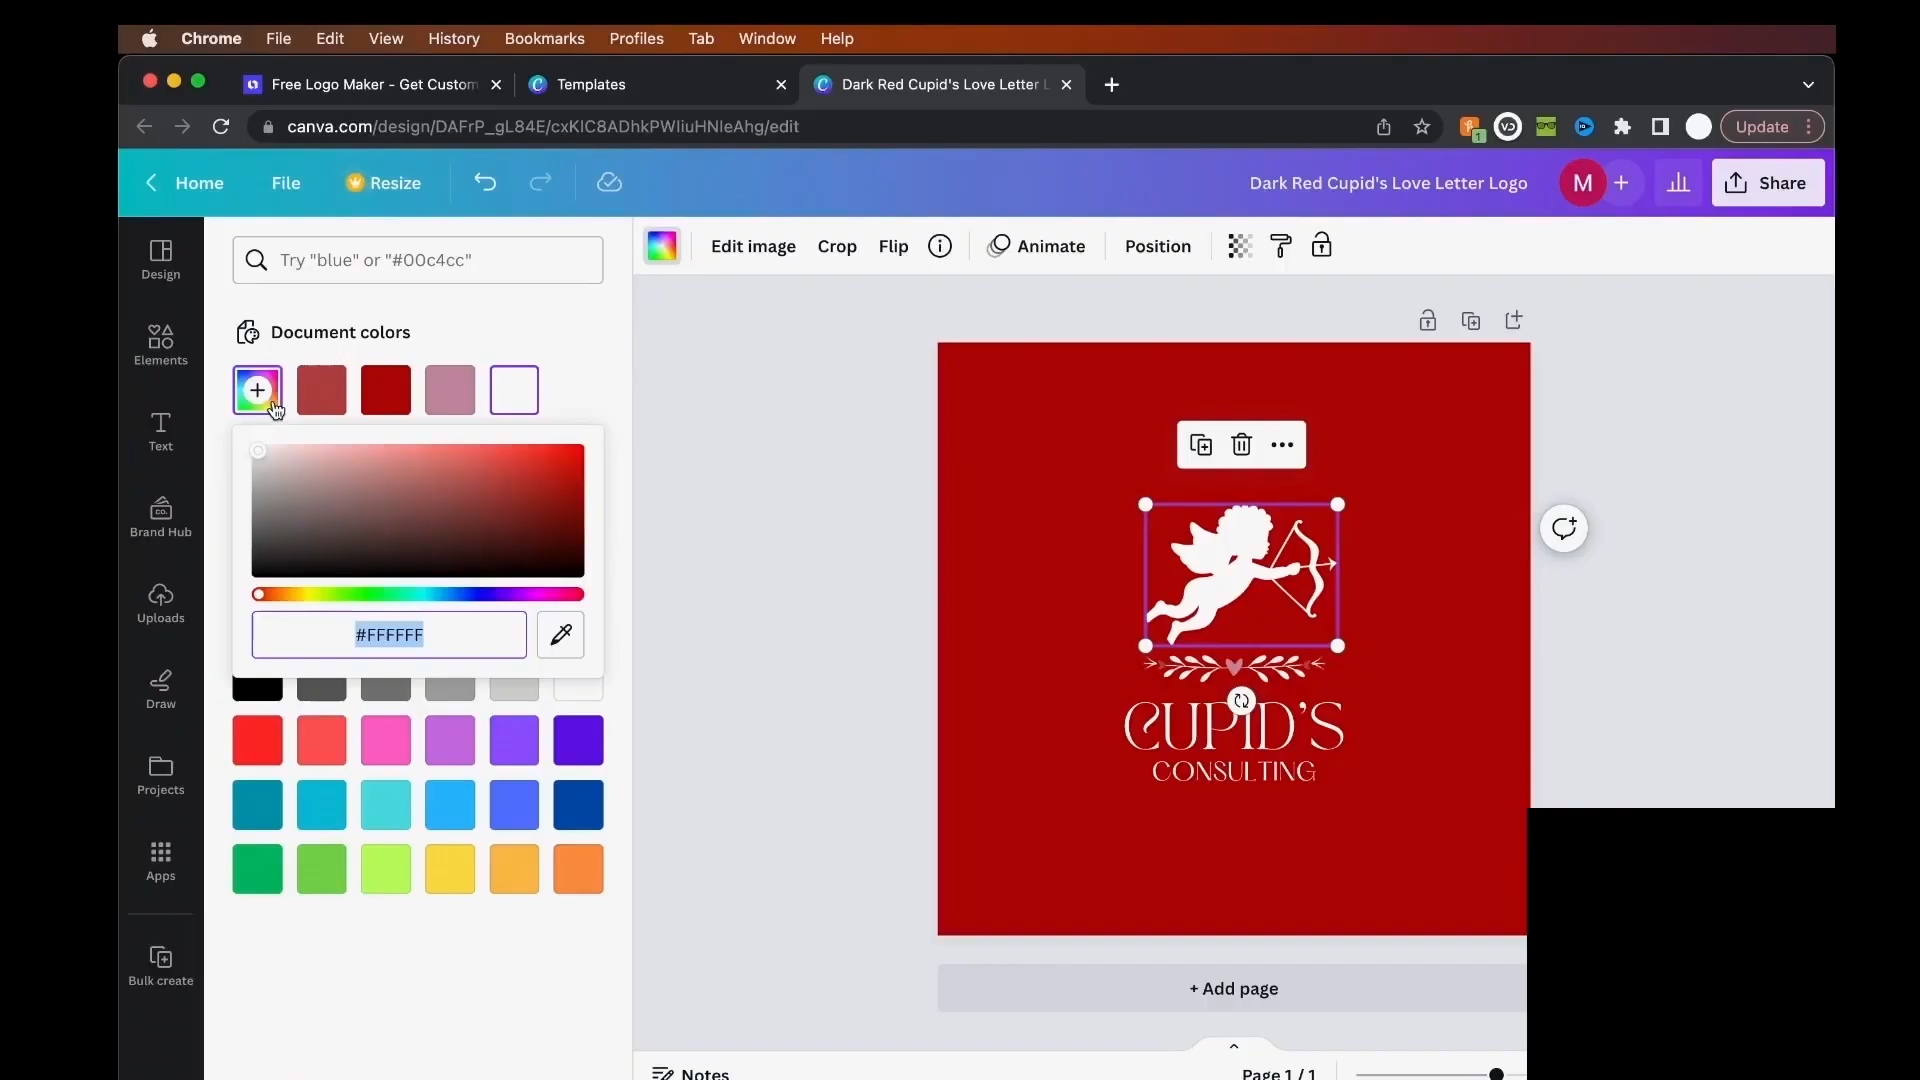 Chrome File Edit View History Bookmarks Profiles Tab Window Help
Free Logo Maker - Get Custom
Templates
Dark Red Cupid's Love Letter L
canva.com/design/DAFrP_gL84E/cxKlC8ADhkPWIiuHNleAhg/edit
1
Update
Home File Resize
Dark Red Cupid's Love Letter Logo
M
Share
Design
Elements
Text
CO.
Brand Hub
Uploads
Draw
Projects
Apps
Bulk create
Try "blue" or "#00c4cc"
Document colors
#FFFFFF
Edit image Crop Flip Animate Position
CUPID'S
CONSULTING
+ Add page
Notes
Page 1 / 1